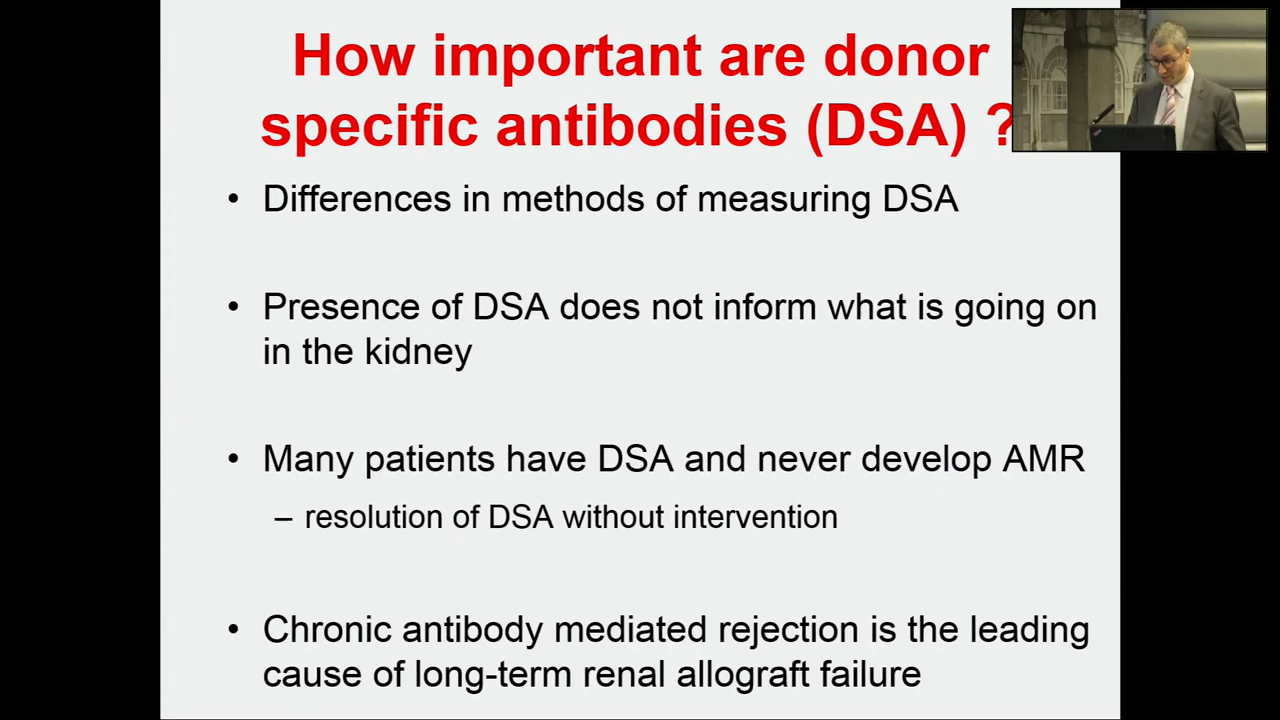 How important are donor
specific antibodies (DSA) ?
• Differences in methods of measuring DSA
• Presence of DSA does not inform what is going on
in the kidney
• Many patients have DSA and never develop AMR
– resolution of DSA without intervention
• Chronic antibody mediated rejection is the leading
cause of long-term renal allograft failure